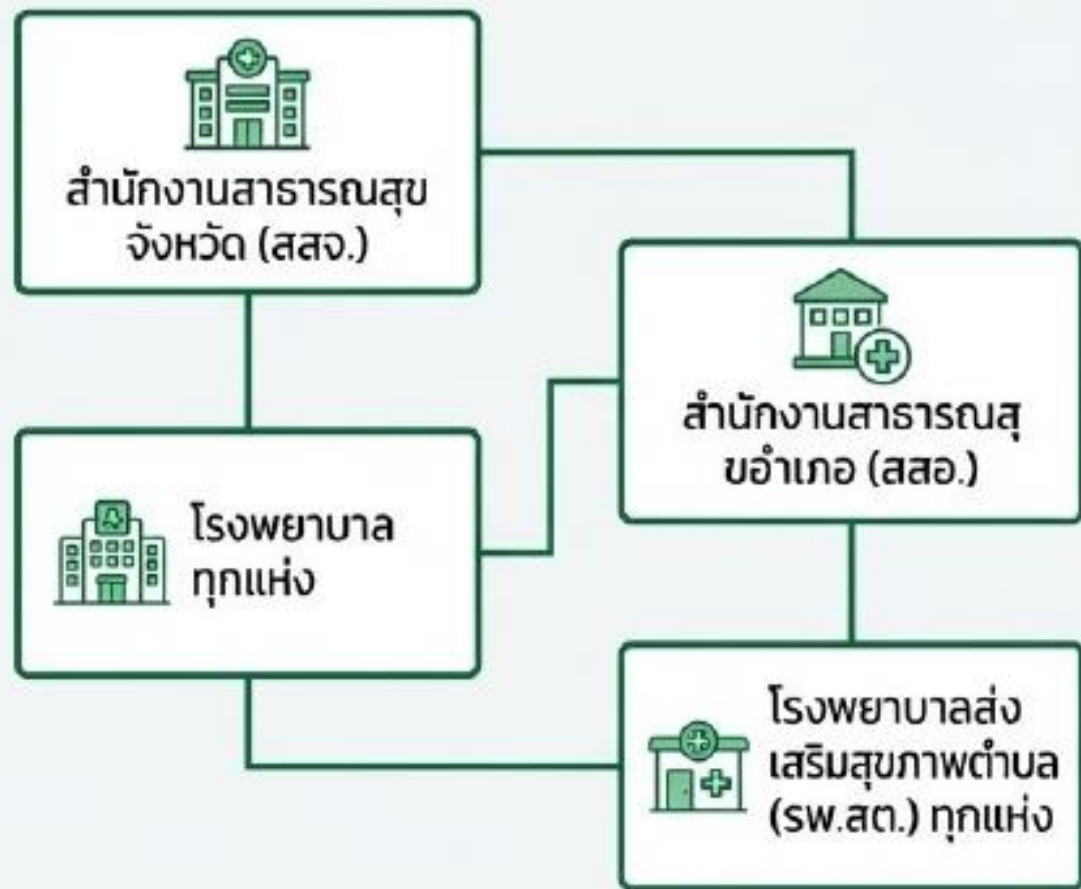 สำนักงานสาธารณสุข
จังหวัด (สสจ.)
สำนักงานสาธารณสุ
ขอำเภอ (สสอ.)
โรงพยาบาล
ทุกแห่ง
โรงพยาบาลส่ง
เสริมสุขภาพตำบล
(รพ.สต.) ทุกแห่ง